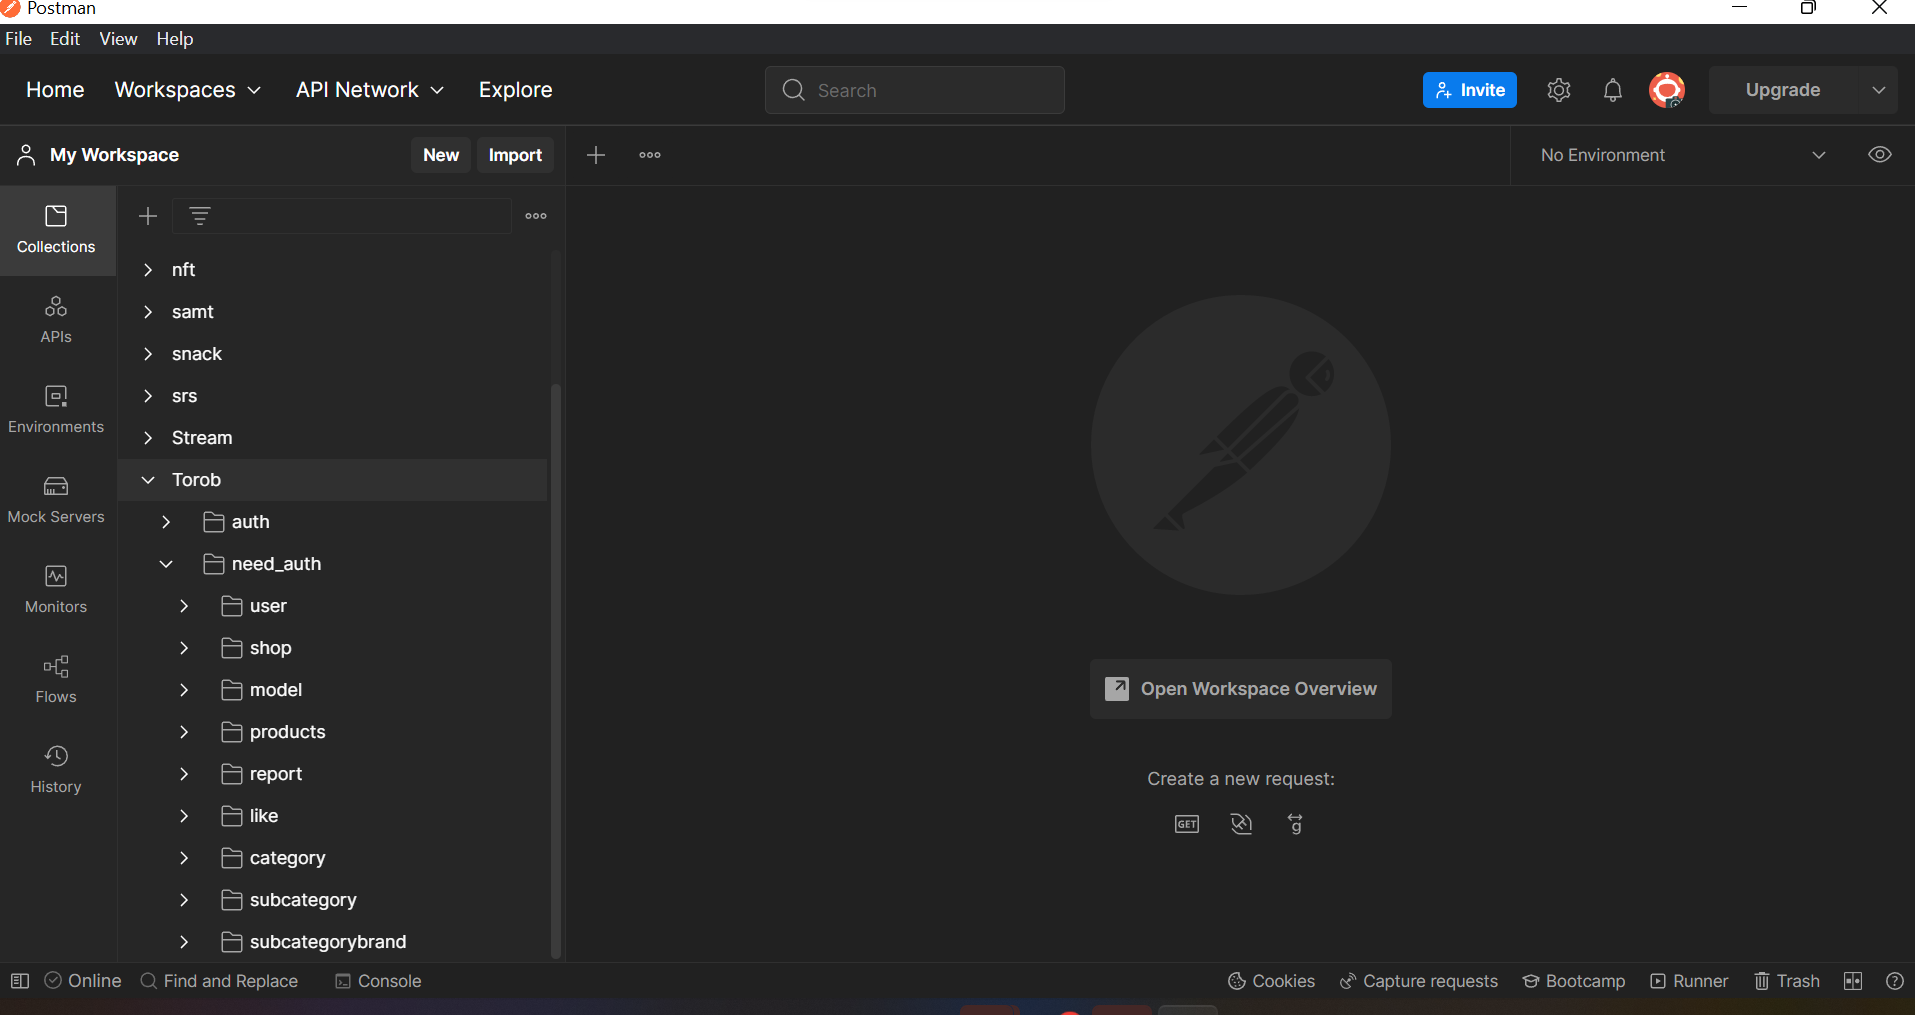 Postman
File Edit View Help
Home Workspaces API Network Explore Search Invite Upgrade
My Workspace New Import No Environment
Collections
APIs
Environments
Mock Servers
Monitors
Flows
History
nft
samt
snack
srs
Stream
Torob
auth
need_auth
user
shop
model
products
report
like
category
subcategory
subcategorybrand
Open Workspace Overview
Create a new request:
GET g
Online Find and Replace Console Cookies Capture requests Bootcamp Runner Trash